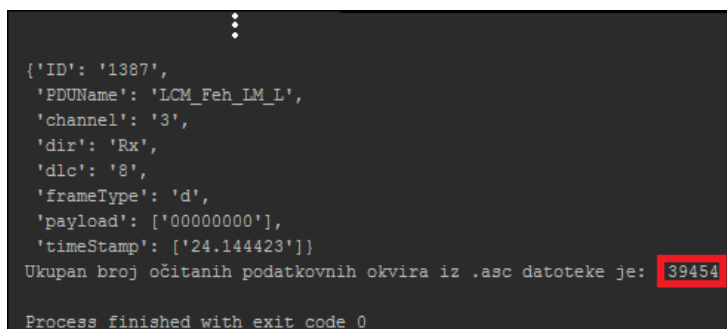 {'ID': '1387',
'PDUName': 'LCM_Feh_LM_L',
'channel': '3',
'dir': 'Rx',
'dlc': '8',
'frameType': 'd',
'payload': ['00000000'],
'timeStamp': ['24.144423']}
Ukupan broj očitanih podatkovnih okvira iz .asc datoteke je: 39454
Process finished with exit code 0